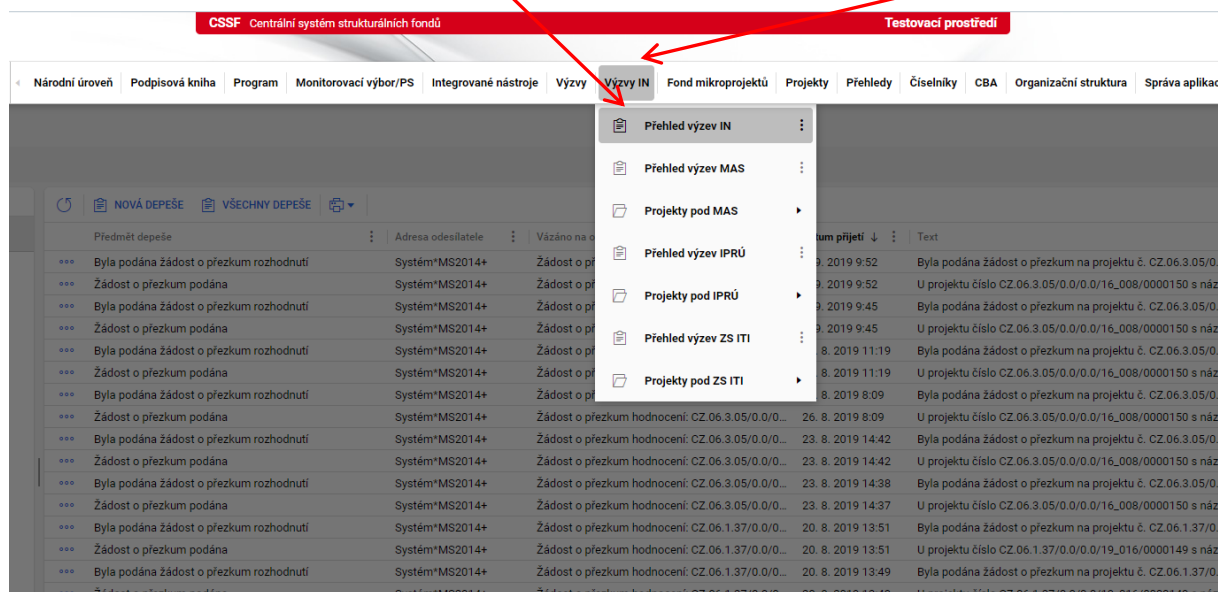 CSSF Centrální systém strukturálních fondů Testovací prostředí
Národní úroveň Podpisová kniha Program Monitorovací výbor/PS Integrované nástroje Výzvy Výzvy IN Fond mikroprojektů Projekty Přehledy Číselníky CBA Organizační struktura Správa aplikac
Přehled výzev IN
Přehled výzev MAS
Projekty pod MAS
Přehled výzev IPRÚ
Projekty pod IPRÚ
Přehled výzev ZS ITI
Projekty pod ZS ITI
NOVÁ DEPEŠE VŠECHNY DEPEŠE
Předmět depeše Adresa odesílatele Vázáno na o tum přijetí Text
Byla podána žádost o přezkum rozhodnutí Systém*MS2014+ Žádost o př 9. 2019 9:52 Byla podána žádost o přezkum na projektu č. CZ.06.3.05/0.
Žádost o přezkum podána Systém*MS2014+ Žádost o př 9. 2019 9:52 U projektu číslo CZ.06.3.05/0.0/0.0/16_008/0000150 s náz
Byla podána žádost o přezkum rozhodnutí Systém*MS2014+ Žádost o př 9. 2019 9:45 Byla podána žádost o přezkum na projektu č. CZ.06.3.05/0.
Žádost o přezkum podána Systém*MS2014+ Žádost o př 9. 2019 9:45 U projektu číslo CZ.06.3.05/0.0/0.0/16_008/0000150 s náz
Byla podána žádost o přezkum rozhodnutí Systém*MS2014+ Žádost o př 8. 2019 11:19 Byla podána žádost o přezkum na projektu č. CZ.06.3.05/0.
Žádost o přezkum podána Systém*MS2014+ Žádost o př 8. 2019 11:19 U projektu číslo CZ.06.3.05/0.0/0.0/16_008/0000150 s náz
Byla podána žádost o přezkum rozhodnutí Systém*MS2014+ Žádost o př 8. 2019 8:09 Byla podána žádost o přezkum na projektu č. CZ.06.3.05/0.
Žádost o přezkum podána Systém*MS2014+ Žádost o přezkum hodnocení: CZ.06.3.05/0.0/0... 26. 8. 2019 8:09 U projektu číslo CZ.06.3.05/0.0/0.0/16_008/0000150 s náz
Byla podána žádost o přezkum rozhodnutí Systém*MS2014+ Žádost o přezkum hodnocení: CZ.06.3.05/0.0/0... 23. 8. 2019 14:42 Byla podána žádost o přezkum na projektu č. CZ.06.3.05/0.
Žádost o přezkum podána Systém*MS2014+ Žádost o přezkum hodnocení: CZ.06.3.05/0.0/0... 23. 8. 2019 14:42 U projektu číslo CZ.06.3.05/0.0/0.0/16_008/0000150 s náz
Byla podána žádost o přezkum rozhodnutí Systém*MS2014+ Žádost o přezkum hodnocení: CZ.06.3.05/0.0/0... 23. 8. 2019 14:38 Byla podána žádost o přezkum na projektu č. CZ.06.3.05/0.
Žádost o přezkum podána Systém*MS2014+ Žádost o přezkum hodnocení: CZ.06.3.05/0.0/0... 23. 8. 2019 14:37 U projektu číslo CZ.06.3.05/0.0/0.0/16_008/0000150 s náz
Byla podána žádost o přezkum rozhodnutí Systém*MS2014+ Žádost o přezkum hodnocení: CZ.06.1.37/0.0/0... 20. 8. 2019 13:51 Byla podána žádost o přezkum na projektu č. CZ.06.1.37/0.
Žádost o přezkum podána Systém*MS2014+ Žádost o přezkum hodnocení: CZ.06.1.37/0.0/0... 20. 8. 2019 13:51 U projektu číslo CZ.06.1.37/0.0/0.0/19_016/0000149 s náz
Byla podána žádost o přezkum rozhodnutí Systém*MS2014+ Žádost o přezkum hodnocení: CZ.06.1.37/0.0/0... 20. 8. 2019 13:49 Byla podána žádost o přezkum na projektu č. CZ.06.1.37/0.